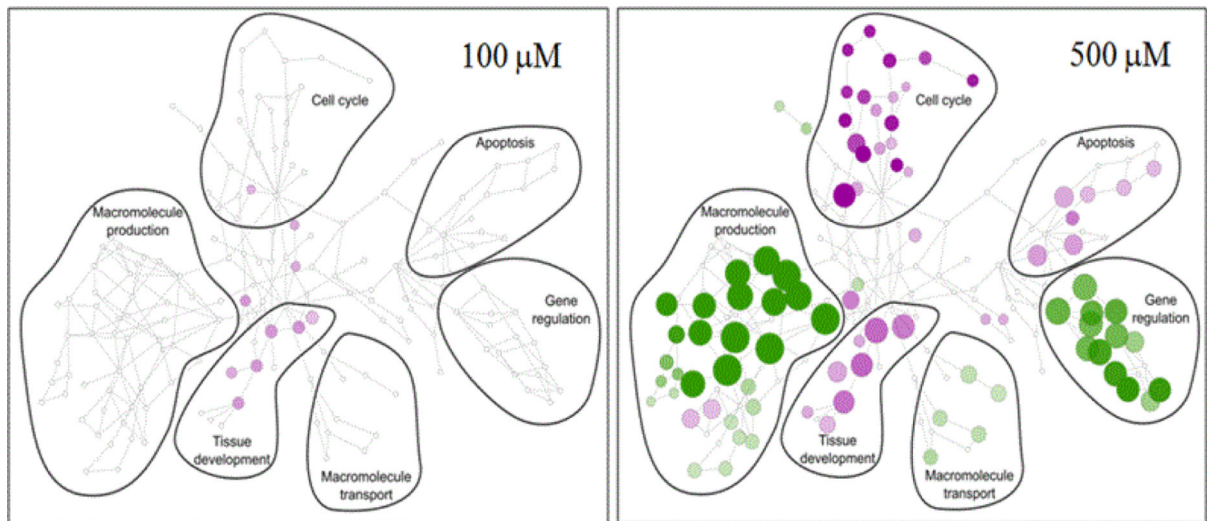 100 μM
Cell cycle
Apoptosis
Macromolecule
production
Gene
regulation
Tissue
development
Macromolecule
transport
500 μM
Cell cycle
Apoptosis
Macromolecule
production
Gene
regulation
Tissue
development
Macromolecule
transport